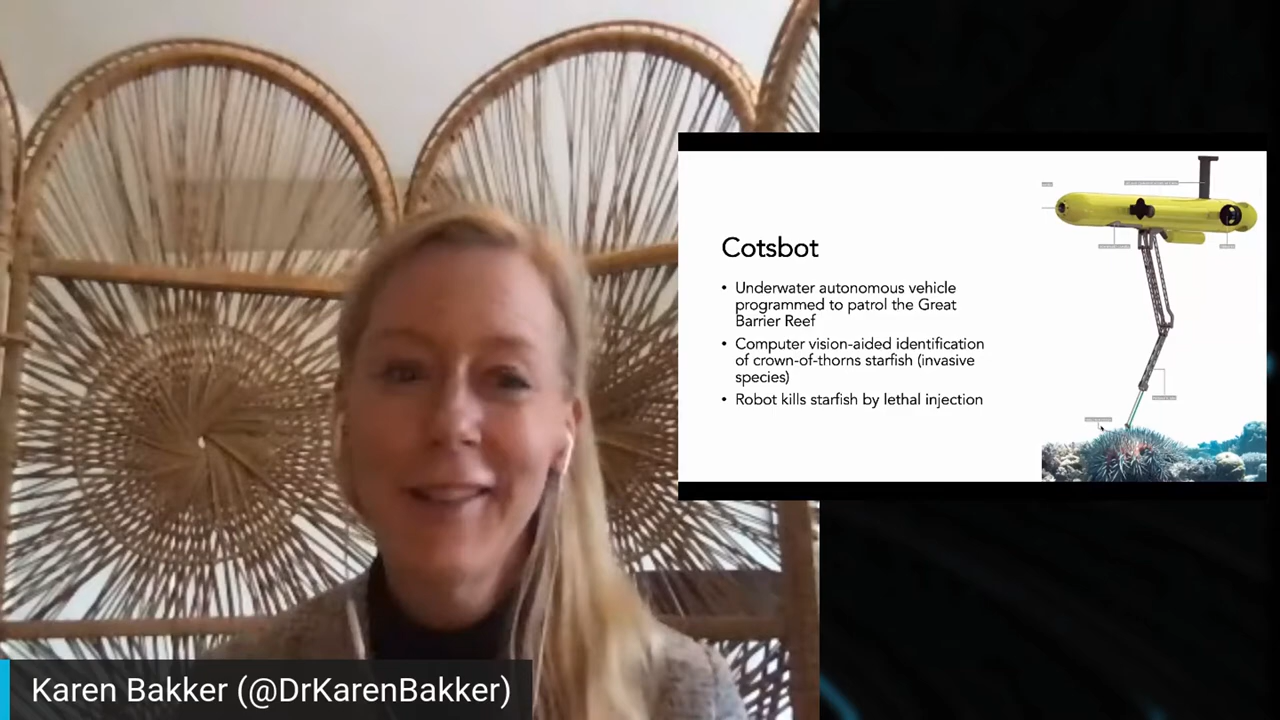 Cotsbot
• Underwater autonomous vehicle
programmed to patrol the Great
Barrier Reef
• Computer vision-aided identification
of crown-of-thorns starfish (invasive
species)
• Robot kills starfish by lethal injection
Karen Bakker (@DrKarenBakker)